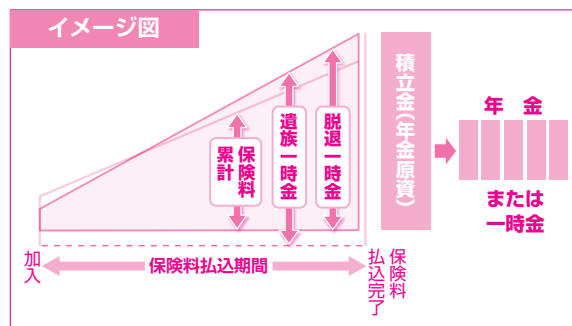 イメージ図
保険料
累計
遺族一時金
脱退一時金
積立金(年金原資)
年 金
または
一時金
加入
保険料払込期間
保険料
払込完了